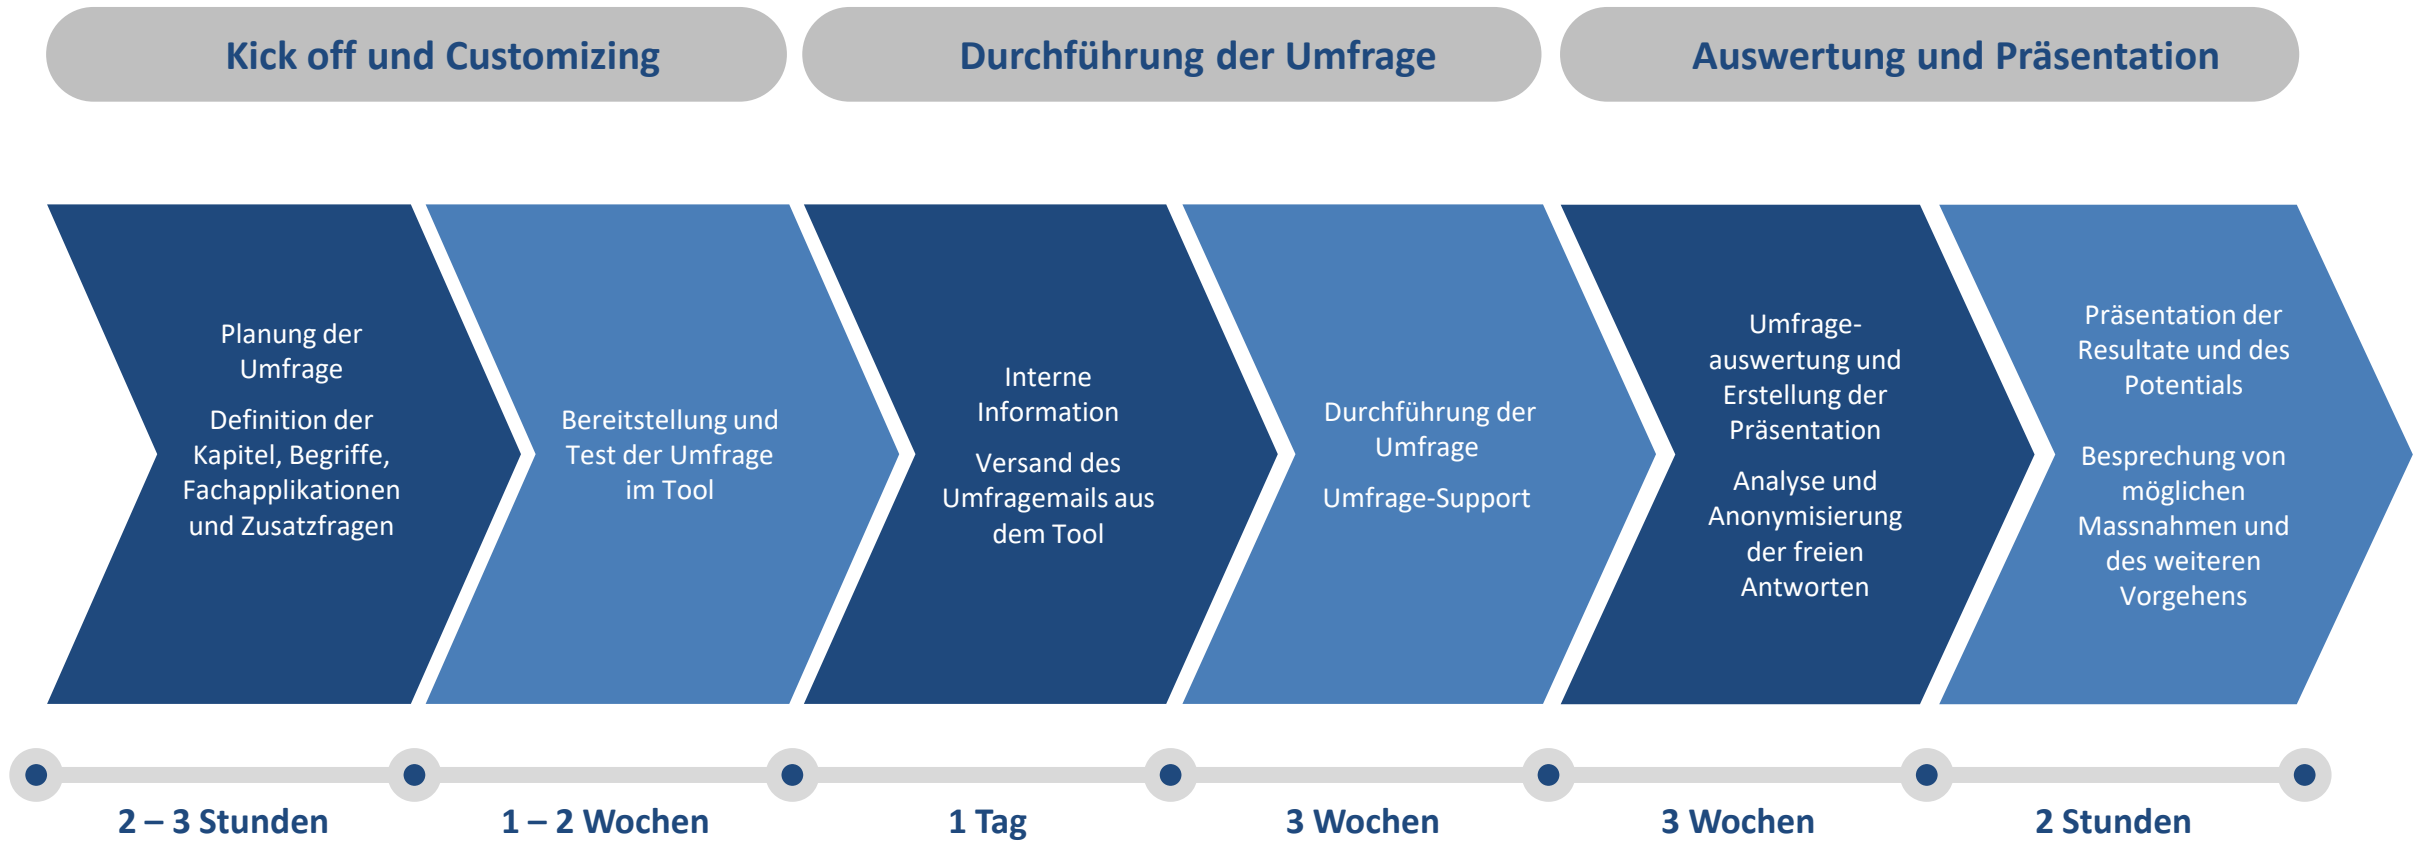 Kick off und Customizing
Durchführung der Umfrage
Auswertung und Präsentation
Planung der
Umfrage
Definition der
Kapitel, Begriffe,
Fachapplikationen
und Zusatzfragen
Bereitstellung und
Test der Umfrage
im Tool
Interne
Information
Versand des
Umfragemails aus
dem Tool
Durchführung der
Umfrage
Umfrage-Support
Umfrage-
auswertung und
Erstellung der
Präsentation
Analyse und
Anonymisierung
der freien
Antworten
Präsentation der
Resultate und des
Potentials
Besprechung von
möglichen
Massnahmen und
des weiteren
Vorgehens
2 – 3 Stunden
1 – 2 Wochen
1 Tag
3 Wochen
3 Wochen
2 Stunden